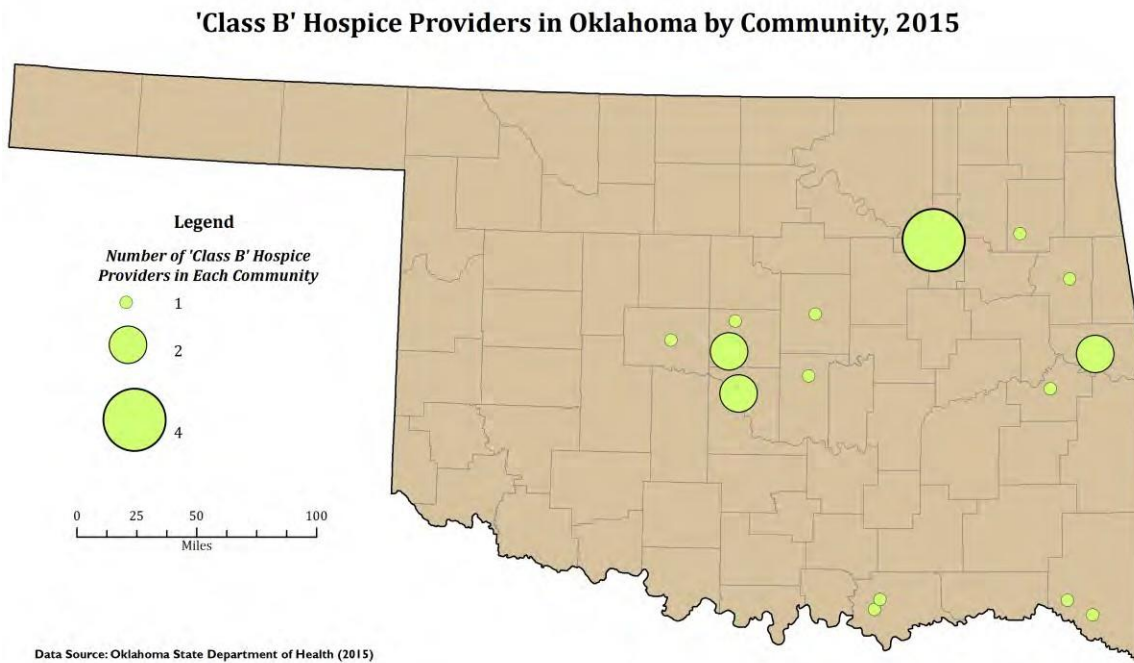 'Class B' Hospice Providers in Oklahoma by Community, 2015
Legend
Number of 'Class B' Hospice
Providers in Each Community
1
2
4
0 25 50 100
Miles
Data Source: Oklahoma State Department of Health (2015)